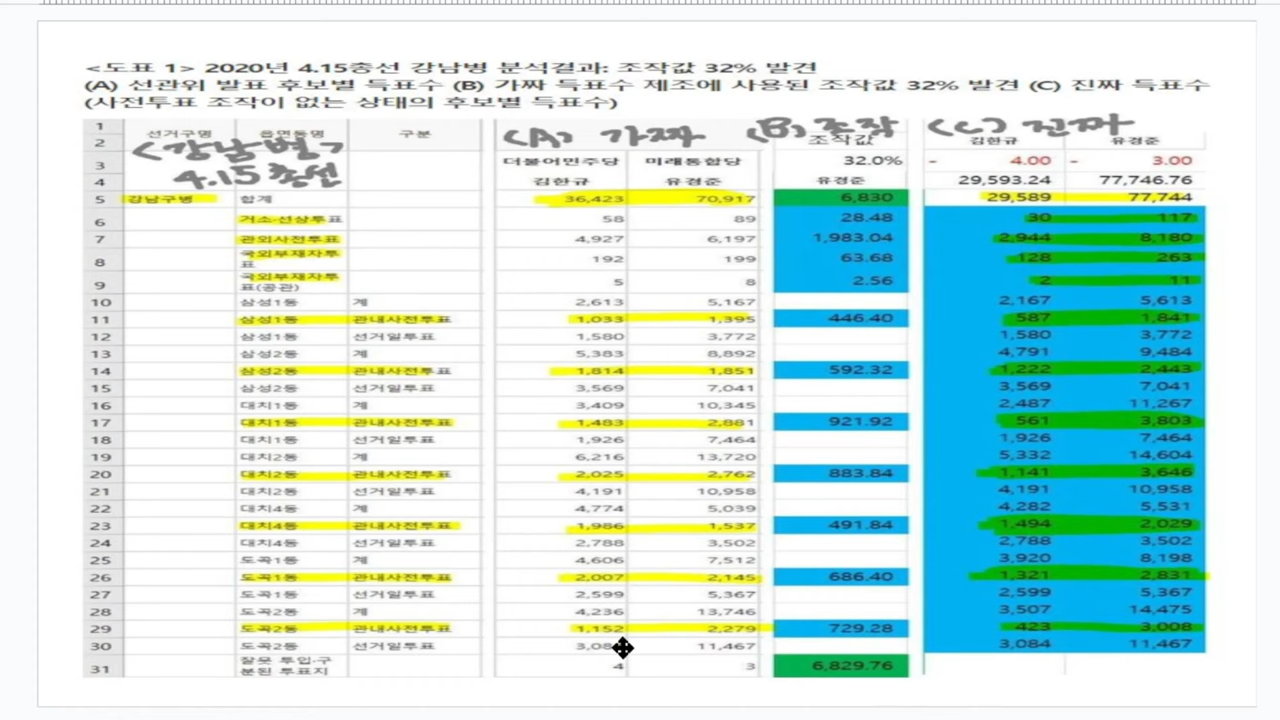 <도표 1> 2020년 4.15총선 강남병 분석결과: 조작값 32% 발견
(A) 선관위 발표 후보별 득표수 (B) 가짜 득표수 제조에 사용된 조작값 32% 발견 (C) 진짜 득표수
(사전투표 조작이 없는 상태의 후보별 득표수)
1 (A) 가짜 (B) 조작 (C) 진짜
2 선거구명 읍면동명 구분 조작값 김한규 유경준
<강남병>
3 더불어민주당 미래통합당 32.0% - 4.00 - 3.00
4.15 총선
4 김한규 유경준 유경준 29,593.24 77,746.76
5 강남구병 합계 36,423 70,917 6,830 29,589 77,744
6 거소·선상투표 58 89 28.48 30 117
7 관외사전투표 4,927 6,197 1,983.04 2,944 8,180
8 국외부재자투표 192 199 63.68 128 263
9 국외부재자투표(공관) 5 8 2.56 2 11
10 삼성1동 계 2,613 5,167 2,167 5,613
11 삼성1동 관내사전투표 1,033 1,395 446.40 587 1,841
12 삼성1동 선거일투표 1,580 3,772 1,580 3,772
13 삼성2동 계 5,383 8,892 4,791 9,484
14 삼성2동 관내사전투표 1,814 1,851 592.32 1,222 2,443
15 삼성2동 선거일투표 3,569 7,041 3,569 7,041
16 대치1동 계 3,409 10,345 2,487 11,267
17 대치1동 관내사전투표 1,483 2,881 921.92 561 3,803
18 대치1동 선거일투표 1,926 7,464 1,926 7,464
19 대치2동 계 6,216 13,720 5,332 14,604
20 대치2동 관내사전투표 2,025 2,762 883.84 1,141 3,646
21 대치2동 선거일투표 4,191 10,958 4,191 10,958
22 대치4동 계 4,774 5,039 4,282 5,531
23 대치4동 관내사전투표 1,986 1,537 491.84 1,494 2,029
24 대치4동 선거일투표 2,788 3,502 2,788 3,502
25 도곡1동 계 4,606 7,512 3,920 8,198
26 도곡1동 관내사전투표 2,007 2,145 686.40 1,321 2,831
27 도곡1동 선거일투표 2,599 5,367 2,599 5,367
28 도곡2동 계 4,236 13,746 3,507 14,475
29 도곡2동 관내사전투표 1,152 2,279 729.28 423 3,008
30 도곡2동 선거일투표 11,467 3,084 11,467
31 잘못 투입·구분된 투표지 4 3 6,829.76